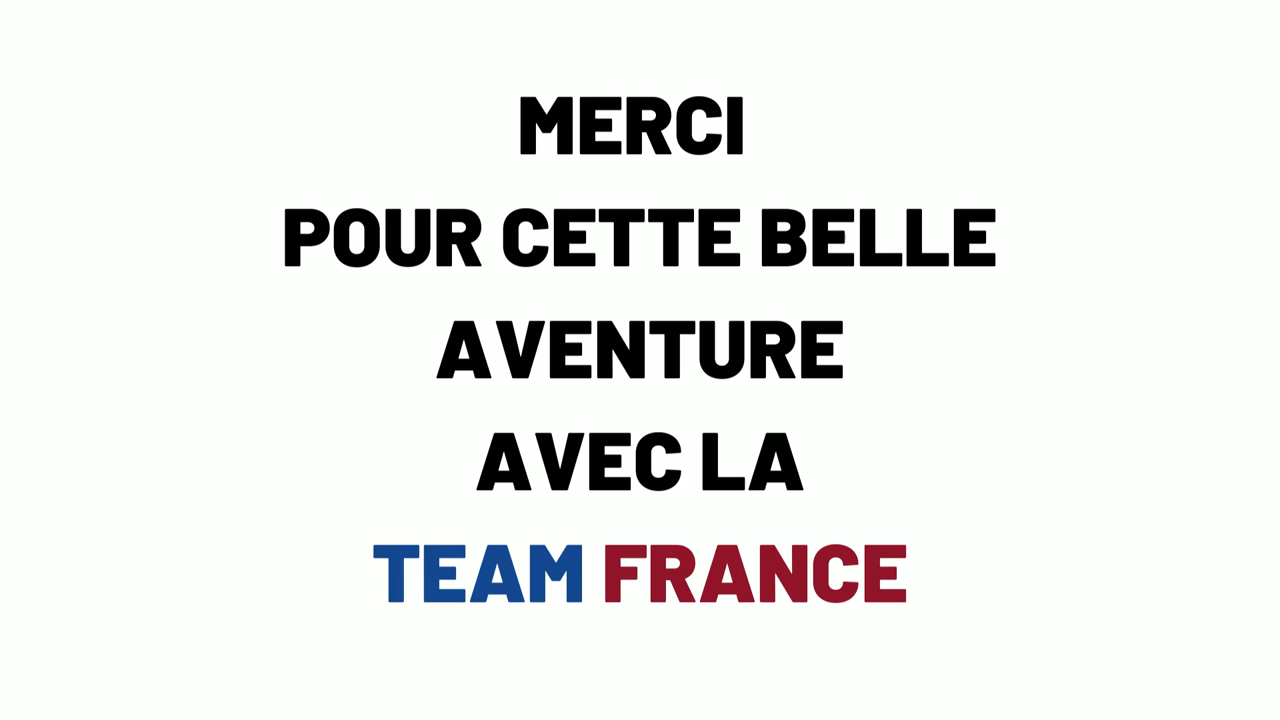 MERCI
POUR CETTE BELLE
AVENTURE
AVEC LA
TEAM FRANCE